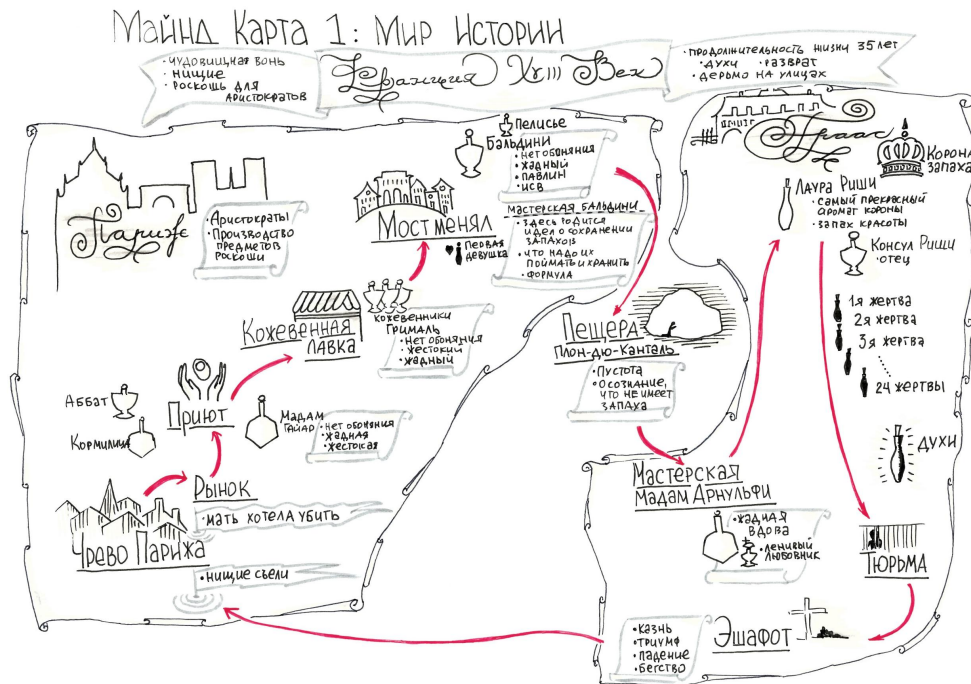 Майнд Карта 1: Мир Истории
• чудовищная вонь
• нищие
• роскошь для
аристократов
Франция XVIII Век
• продолжительность жизни 35 лет
• духи • разврат
• дерьмо на улицах
Париж
• Аристократы
• Производство
предметов
роскоши
Мост менял
Первая
девушка
Пелисье
Бальдини
• нет обоняния
• жадный
• павлин
мастерская Бальдини
• здесь родится
идея о сохранении
запахов
• что надо их
поймать и хранить
• формула
Кожевенная
лавка
кожевенники
Грималь
• нет обоняния
• жестокий
• жадный
Приют
Аббат
Кормилица
Мадам
Гайар
• нет обоняния
• жадная
• жестокая
Рынок
• мать хотела убить
Чрево Парижа
• нищие съели
Пещера
Плон-дю-Канталь
• Пустота
• Осознание,
что не имеет
запаха
Мастерская
мадам Арнульфи
• жадная
вдова
• ленивый
любовник
Граас
Корона
запаха
Лаура Риши
• самый прекрасный
аромат короны
• запах красоты
Консул Риши
• отец
1я жертва
2я жертва
3я жертва
24 жертвы
Духи
Тюрьма
Эшафот
• казнь
• триумф
• падение
• бегство